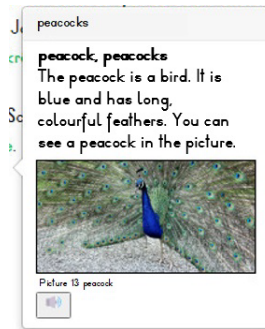 peacocks
peacock, peacocks
The peacock is a bird. It is
blue and has long,
colourful feathers. You can
see a peacock in the picture.
Picture 13 peacock